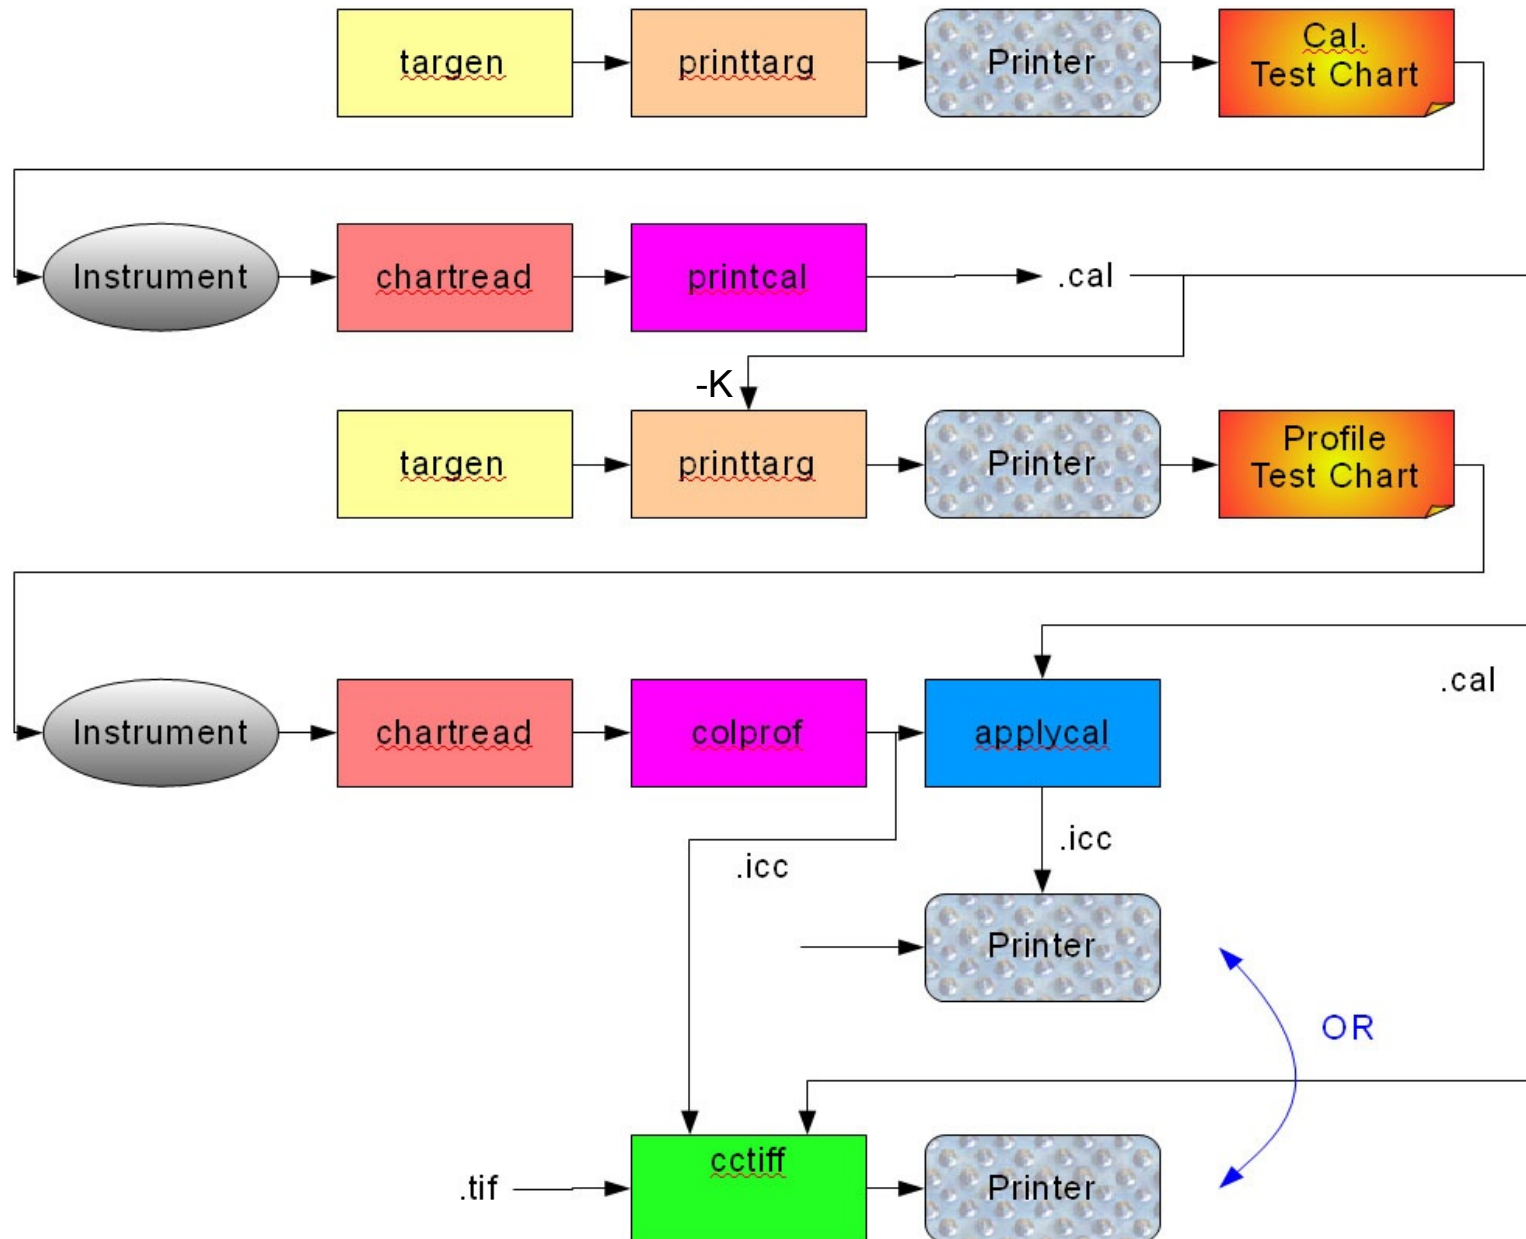 targen
printtarg
Printer
Cal.
Test Chart
Instrument
chartread
printcal
.cal
-K
targen
printtarg
Printer
Profile
Test Chart
.cal
Instrument
chartread
colprof
applycal
.icc
.icc
Printer
OR
cctiff
.tif
Printer